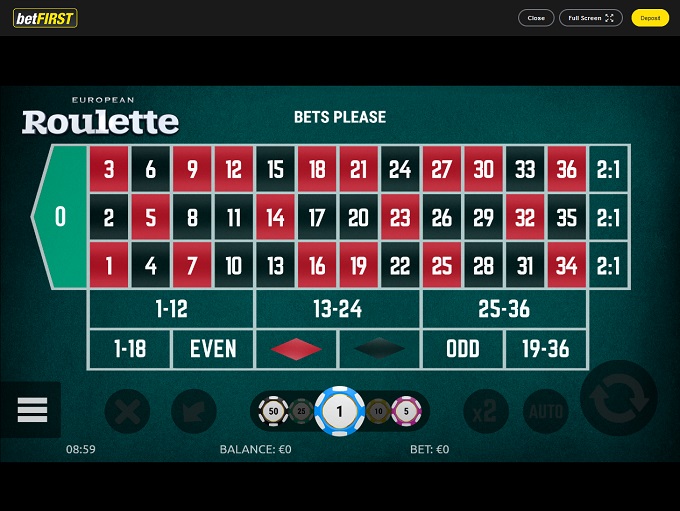 betFIRST
Close
Full Screen
Deposit
EUROPEAN
Roulette
BETS PLEASE
3 6 9 12 15 18 21 24 27 30 33 36 2:1
0 2 5 8 11 14 17 20 23 26 29 32 35 2:1
1 4 7 10 13 16 19 22 25 28 31 34 2:1
1-12 13-24 25-36
1-18 EVEN ODD 19-36
50 25 1 10 5 x2 AUTO
08:59 BALANCE: €0 BET: €0